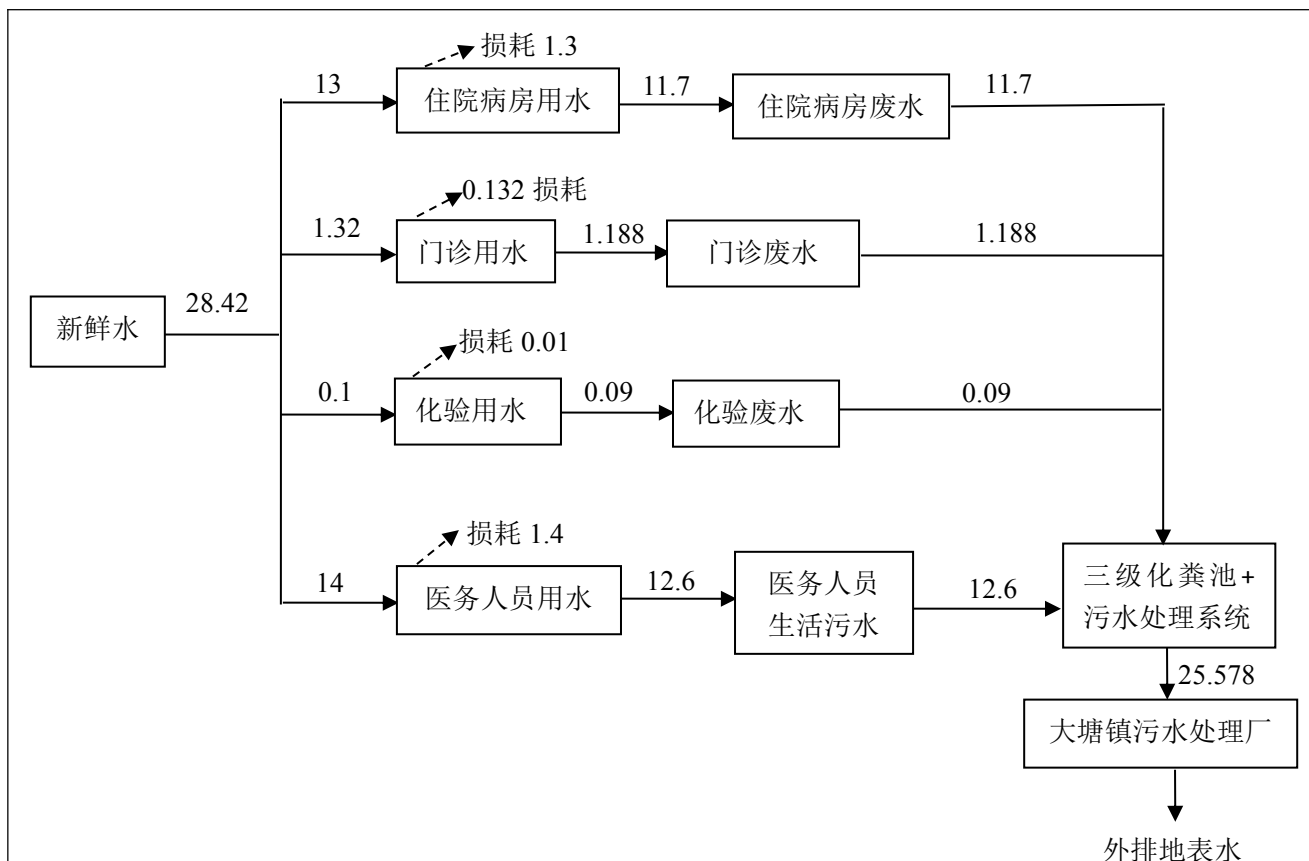 损耗 1.3
13
住院病房用水
11.7
住院病房废水
11.7
0.132 损耗
1.32
门诊用水
1.188
门诊废水
1.188
新鲜水
28.42
损耗 0.01
0.1
化验用水
0.09
化验废水
0.09
损耗 1.4
14
医务人员用水
12.6
医务人员
生活污水
12.6
三级化粪池+
污水处理系统
25.578
大塘镇污水处理厂
外排地表水